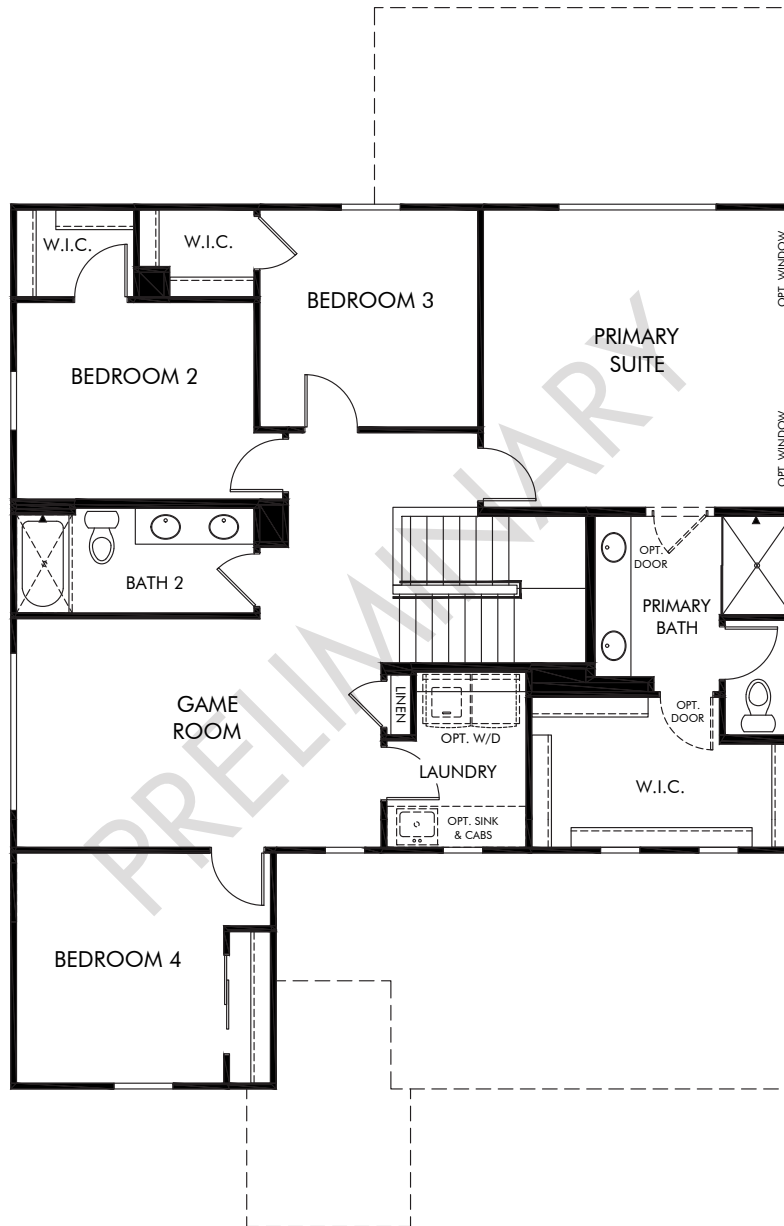 W.I.C.
W.I.C.
BEDROOM 3
OPT. WINDOW
PRIMARY
SUITE
BEDROOM 2
OPT. WINDOW
OPT.
DOOR
BATH 2
PRIMARY
BATH
GAME
ROOM
LINEN
OPT.
DOOR
OPT. W/D
LAUNDRY
W.I.C.
OPT. SINK
& CABS
BEDROOM 4
PRELIMINARY